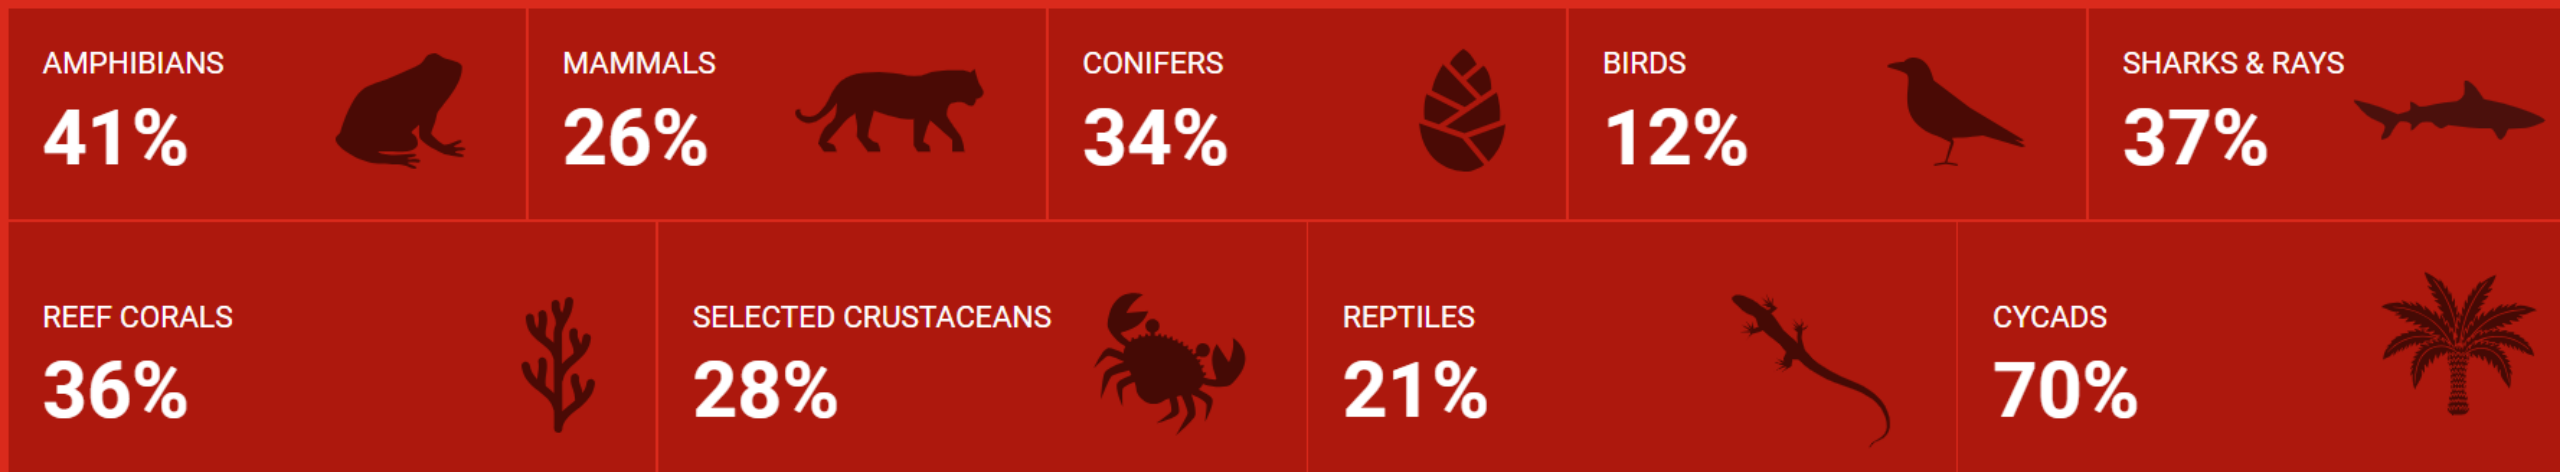 AMPHIBIANS
41%
MAMMALS
26%
CONIFERS
34%
BIRDS
12%
SHARKS & RAYS
37%
REEF CORALS
36%
SELECTED CRUSTACEANS
28%
REPTILES
21%
CYCADS
70%